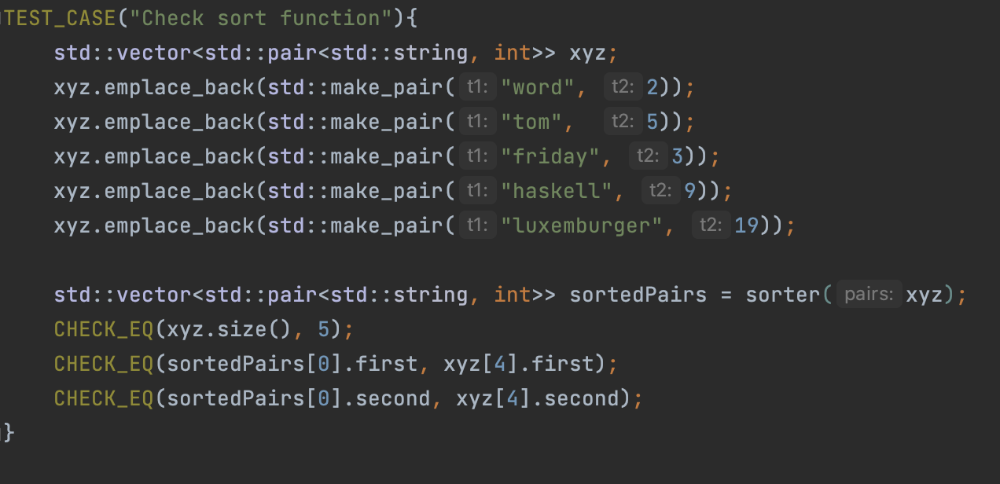 TEST_CASE("Check sort function"){
    std::vector<std::pair<std::string, int>> xyz;
    xyz.emplace_back(std::make_pair( t1: "word", t2: 2));
    xyz.emplace_back(std::make_pair( t1: "tom", t2: 5));
    xyz.emplace_back(std::make_pair( t1: "friday", t2: 3));
    xyz.emplace_back(std::make_pair( t1: "haskell", t2: 9));
    xyz.emplace_back(std::make_pair( t1: "luxemburger", t2: 19));
    std::vector<std::pair<std::string, int>> sortedPairs = sorter( pairs: xyz);
    CHECK_EQ(xyz.size(), 5);
    CHECK_EQ(sortedPairs[0].first, xyz[4].first);
    CHECK_EQ(sortedPairs[0].second, xyz[4].second);
}